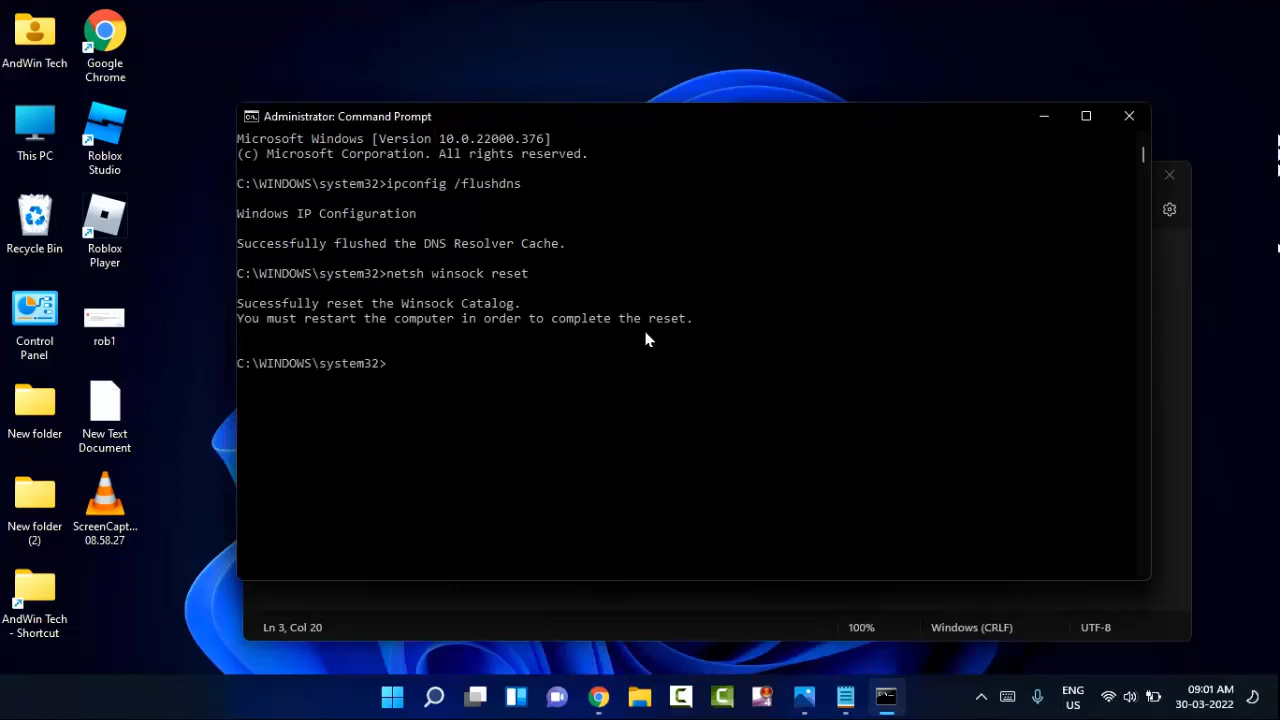 AndWin Tech
Google
Chrome
This PC
Roblox
Studio
Recycle Bin
Roblox
Player
Control
Panel
rob1
New folder
New Text
Document
New folder
(2)
ScreenCapt...
08.58.27
AndWin Tech
- Shortcut
Administrator: Command Prompt
Microsoft Windows [Version 10.0.22000.376]
(c) Microsoft Corporation. All rights reserved.
C:\WINDOWS\system32>ipconfig /flushdns
Windows IP Configuration
Successfully flushed the DNS Resolver Cache.
C:\WINDOWS\system32>netsh winsock reset
Sucessfully reset the Winsock Catalog.
You must restart the computer in order to complete the reset.
C:\WINDOWS\system32>
Ln 3, Col 20
100%
Windows (CRLF)
UTF-8
ENG
US
09:01 AM
30-03-2022